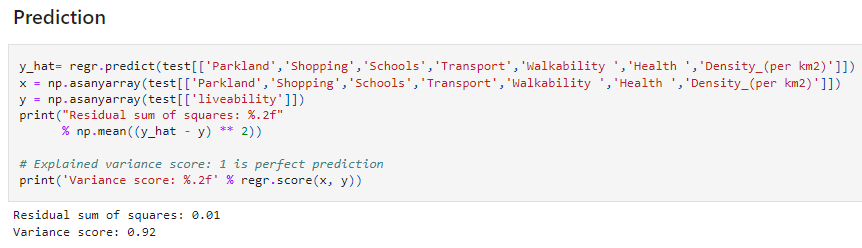 Prediction
y_hat= regr.predict(test[['Parkland','Shopping','Schools','Transport','Walkability ','Health ','Density_(per km2)']])
x = np.asanyarray(test[['Parkland','Shopping','Schools','Transport','Walkability ','Health ','Density_(per km2)']])
y = np.asanyarray(test[['liveability']])
print("Residual sum of squares: %.2f"
      % np.mean((y_hat - y) ** 2))
# Explained variance score: 1 is perfect prediction
print('Variance score: %.2f' % regr.score(x, y))
Residual sum of squares: 0.01
Variance score: 0.92